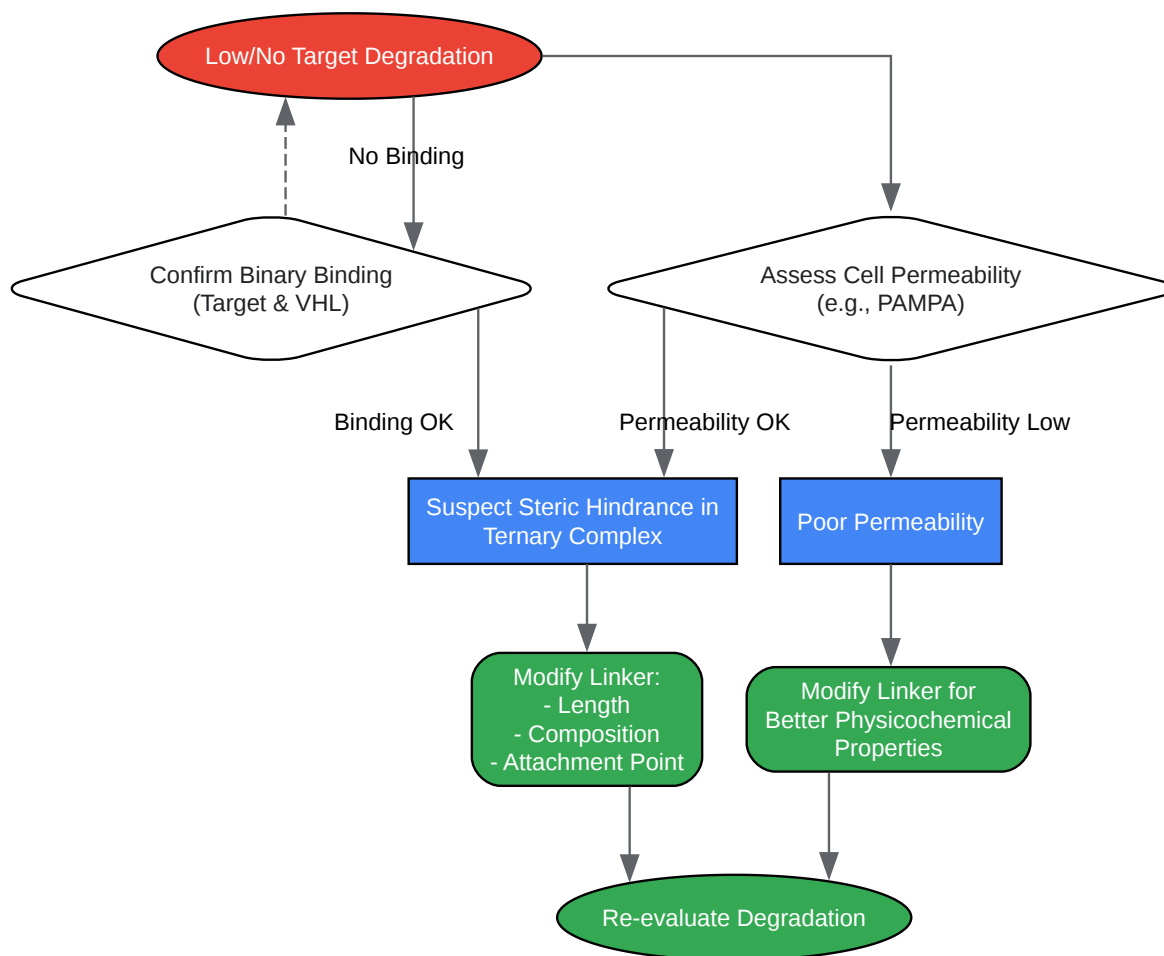 Low/No Target Degradation
No Binding
Confirm Binary Binding
(Target & VHL)
Assess Cell Permeability
(e.g., PAMPA)
Binding OK
Permeability OK
Permeability Low
Suspect Steric Hindrance in
Ternary Complex
Poor Permeability
Modify Linker:
- Length
- Composition
- Attachment Point
Modify Linker for
Better Physicochemical
Properties
Re-evaluate Degradation